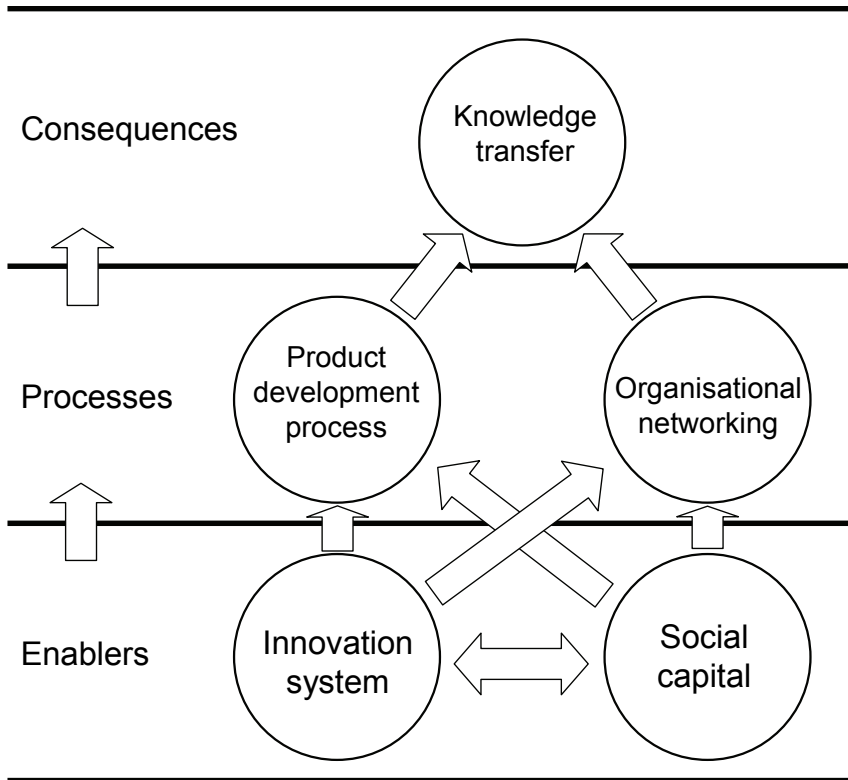 Consequences
Knowledge
transfer
Processes
Product
development
process
Organisational
networking
Enablers
Innovation
system
Social
capital